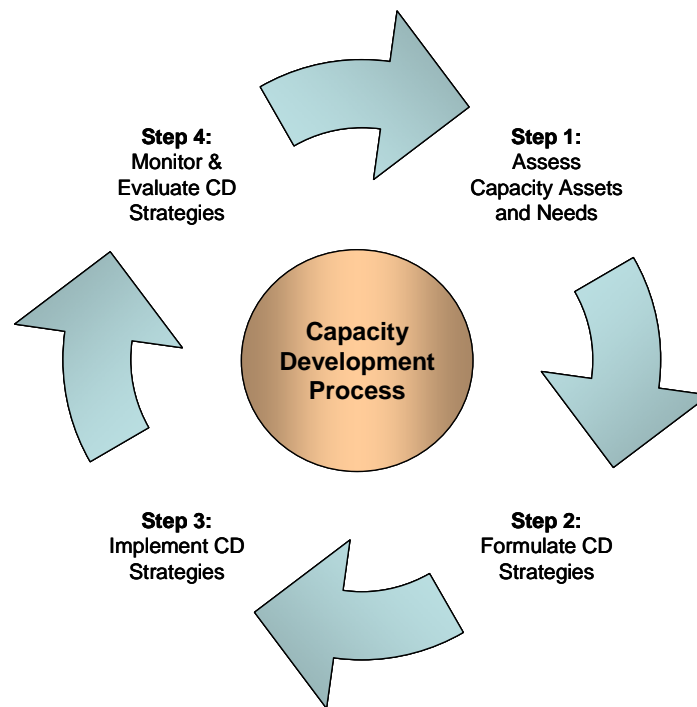 Step 4:
Monitor &
Evaluate CD
Strategies
Step 1:
Assess
Capacity Assets
and Needs
Capacity
Development
Process
Step 3:
Implement CD
Strategies
Step 2:
Formulate CD
Strategies